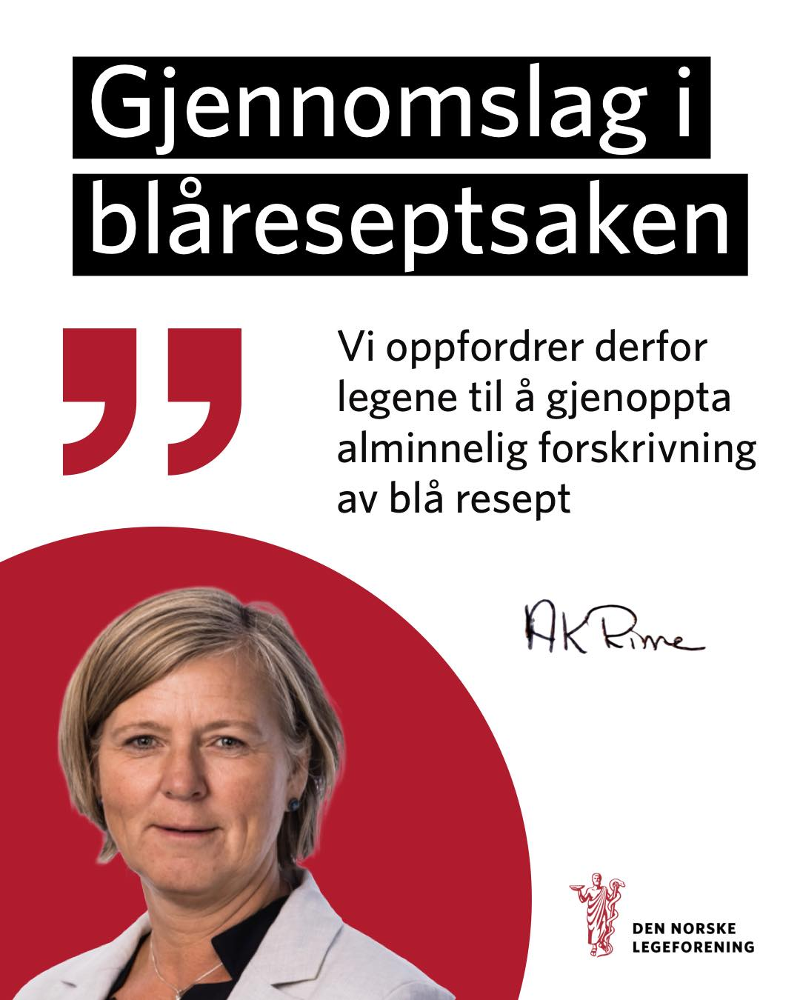 Gjennomslag i
blåreseptsaken
Vi oppfordrer derfor
legene til å gjenoppta
alminnelig forskrivning
av blå resept
AK Rime
DEN NORSKE
LEGEFORENING